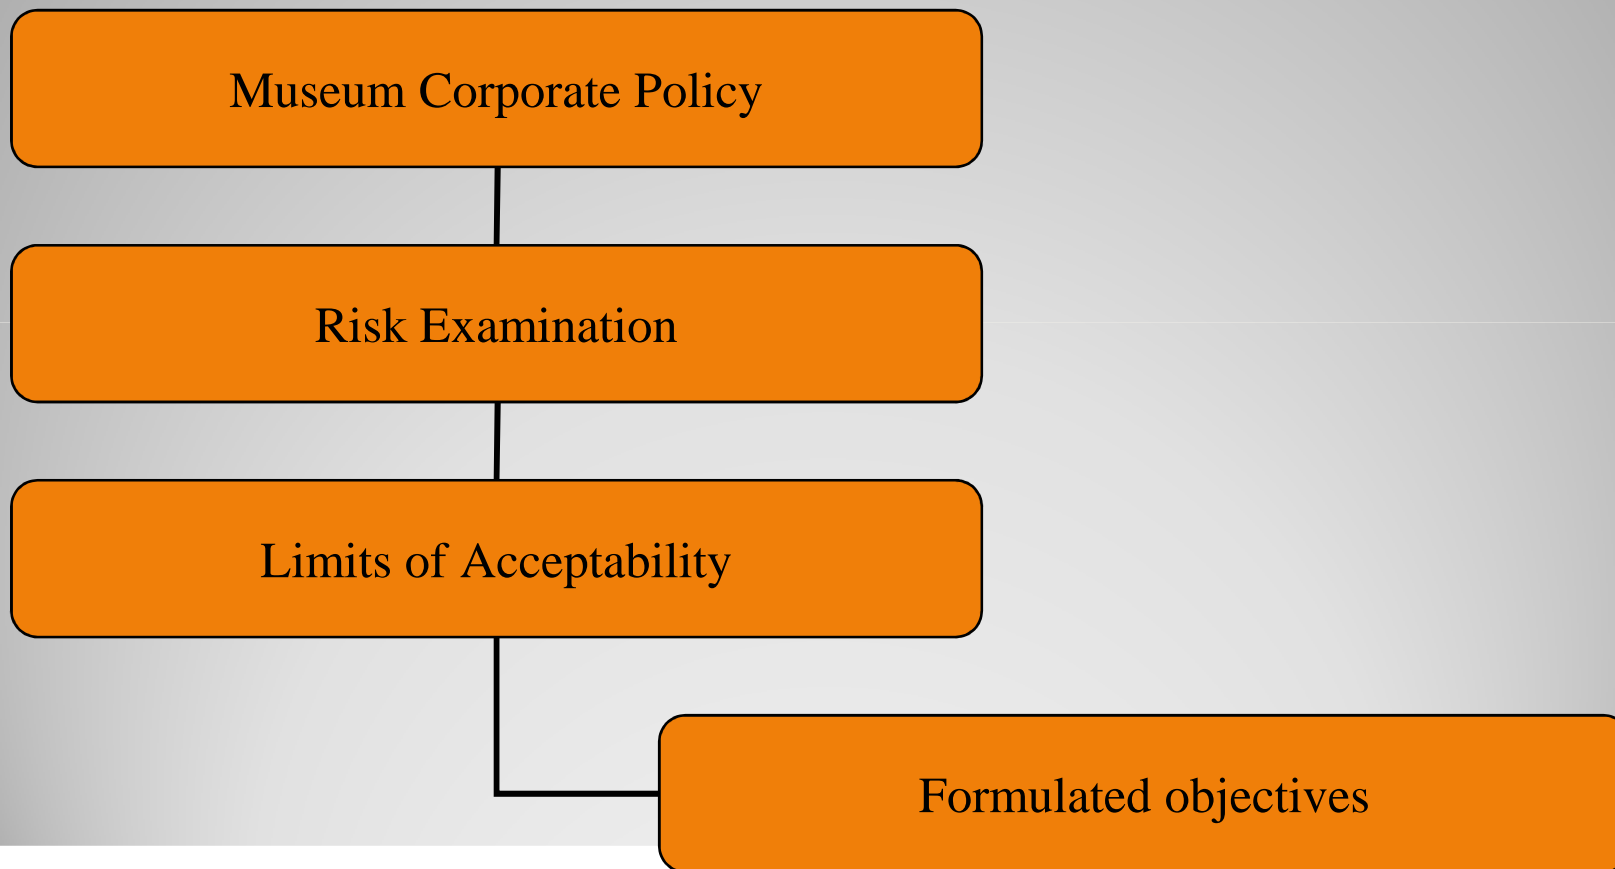 Museum Corporate Policy
Risk Examination
Limits of Acceptability
Formulated objectives